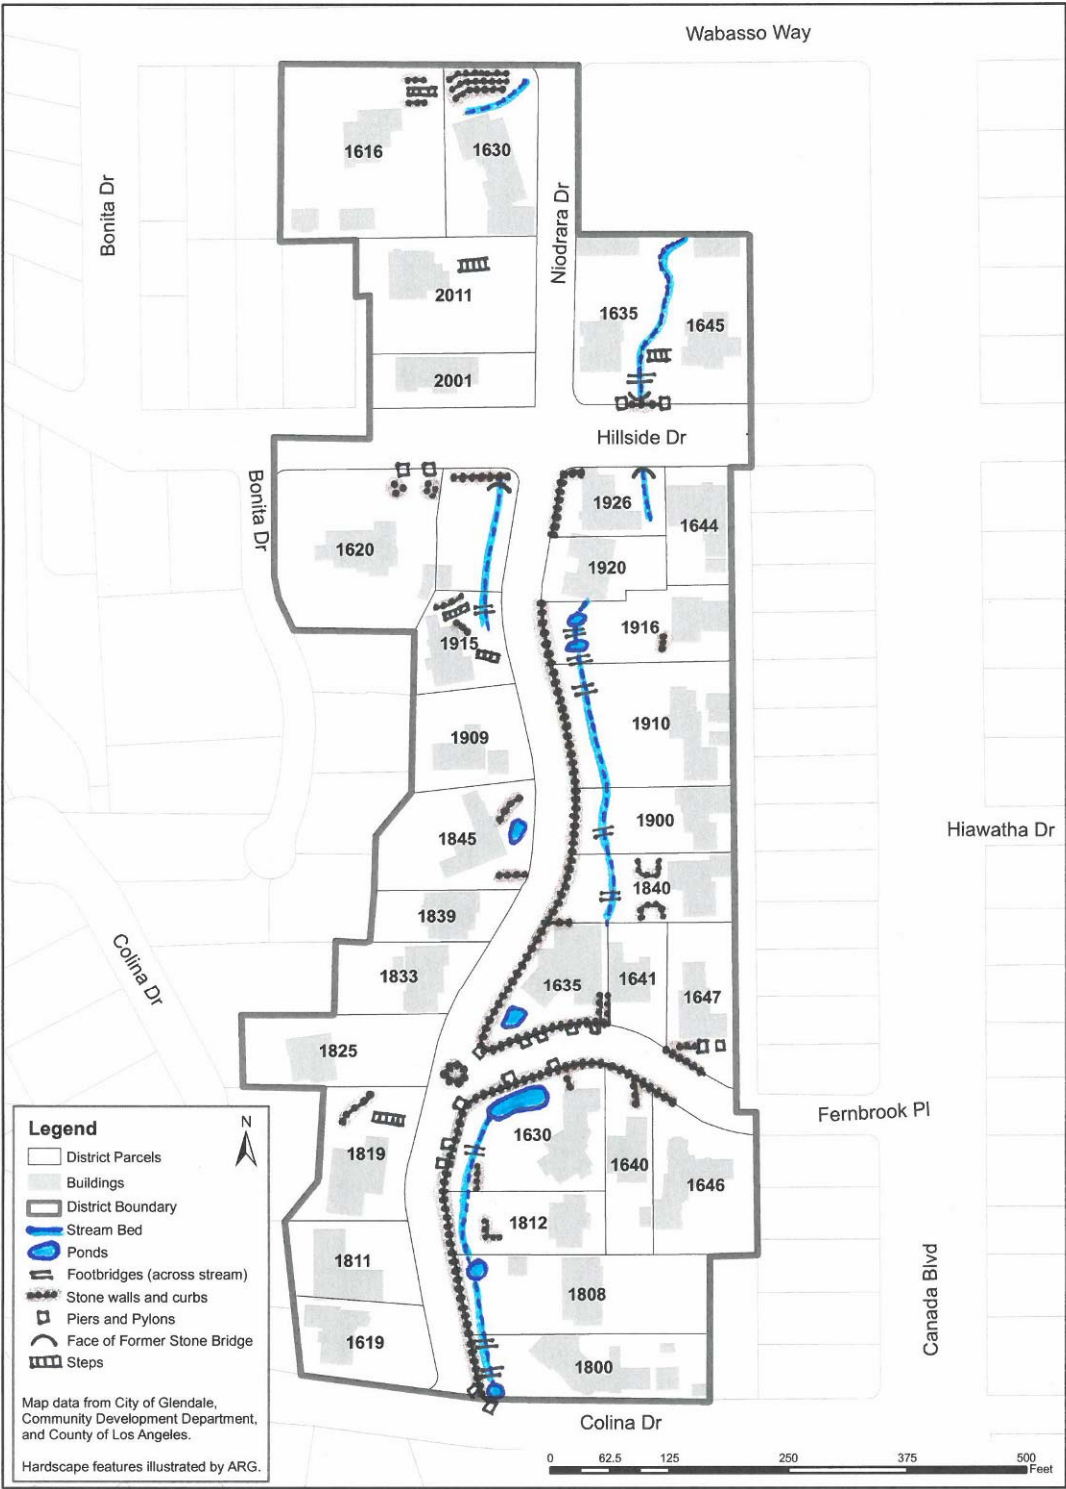 Wabasso Way
1616
1630
Bonita Dr
Niodrara Dr
2011
1635
1645
2001
Hillside Dr
Bonita Dr
1926
1644
1620
1920
1916
1915
1910
1909
1900
Hiawatha Dr
1845
1840
1839
Colina Dr
1833
1635
1641
1647
1825
Fernbrook Pl
1819
1630
1640
1646
1812
1811
1808
1619
1800
Canada Blvd
Colina Dr
Legend
N
District Parcels
Buildings
District Boundary
Stream Bed
Ponds
Footbridges (across stream)
Stone walls and curbs
Piers and Pylons
Face of Former Stone Bridge
Steps
Map data from City of Glendale,
Community Development Department,
and County of Los Angeles.
Hardscape features illustrated by ARG.
0 62.5 125 250 375 500
Feet